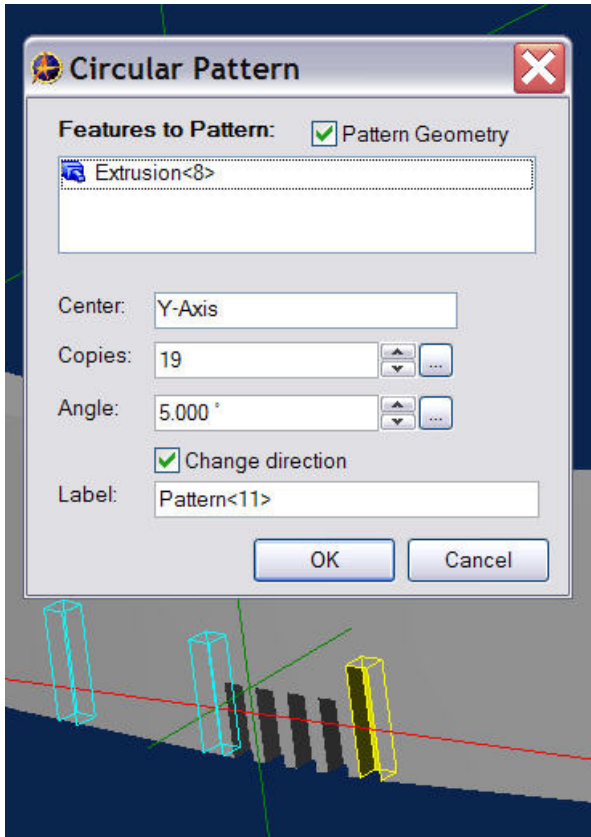 Circular Pattern
Features to Pattern: Pattern Geometry
Extrusion<8>
Center: Y-Axis
Copies: 19 ...
Angle: 5.000 ° ...
Change direction
Label: Pattern<11>
OK Cancel